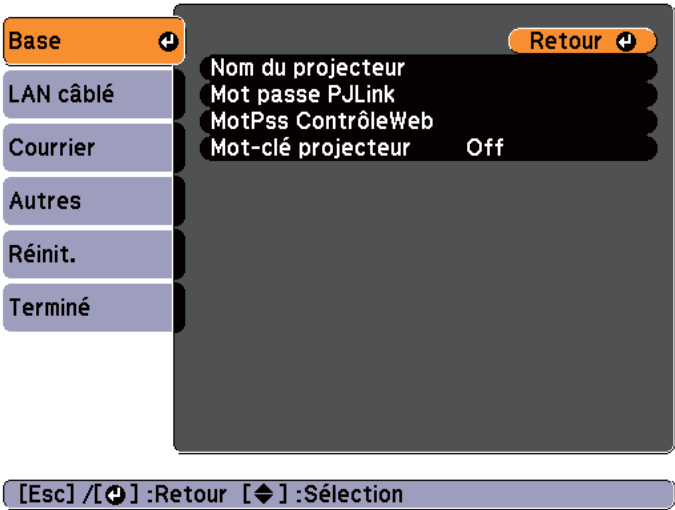 Base
Retour
Nom du projecteur
LAN câblé
Mot passe PJLink
MotPss ContrôleWeb
Courrier
Mot-clé projecteur Off
Autres
Réinit.
Terminé
[Esc] /[ ] :Retour [ ] :Sélection